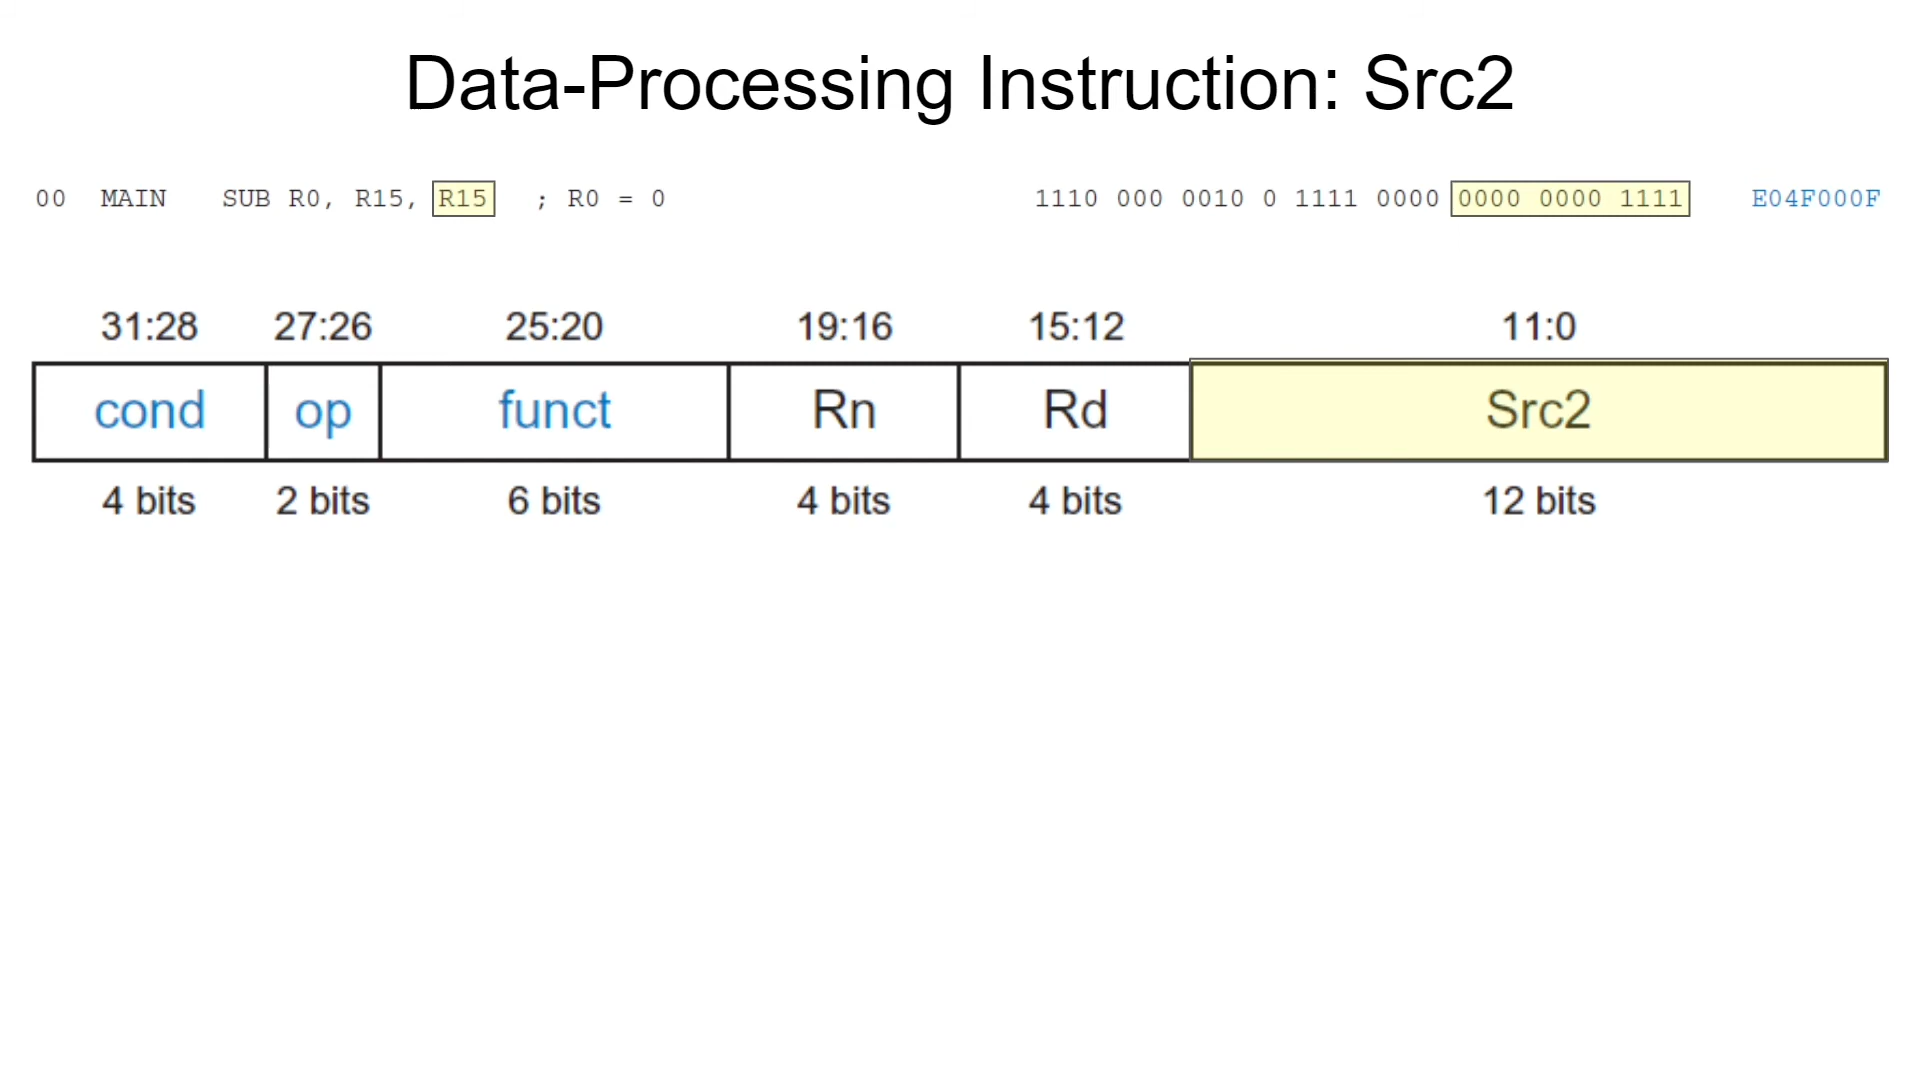 Data-Processing Instruction: Src2
00 MAIN SUB R0, R15, R15 ; R0 = 0 1110 000 0010 0 1111 0000 0000 0000 1111 E04F000F
31:28 27:26 25:20 19:16 15:12 11:0
cond op funct Rn Rd Src2
4 bits 2 bits 6 bits 4 bits 4 bits 12 bits